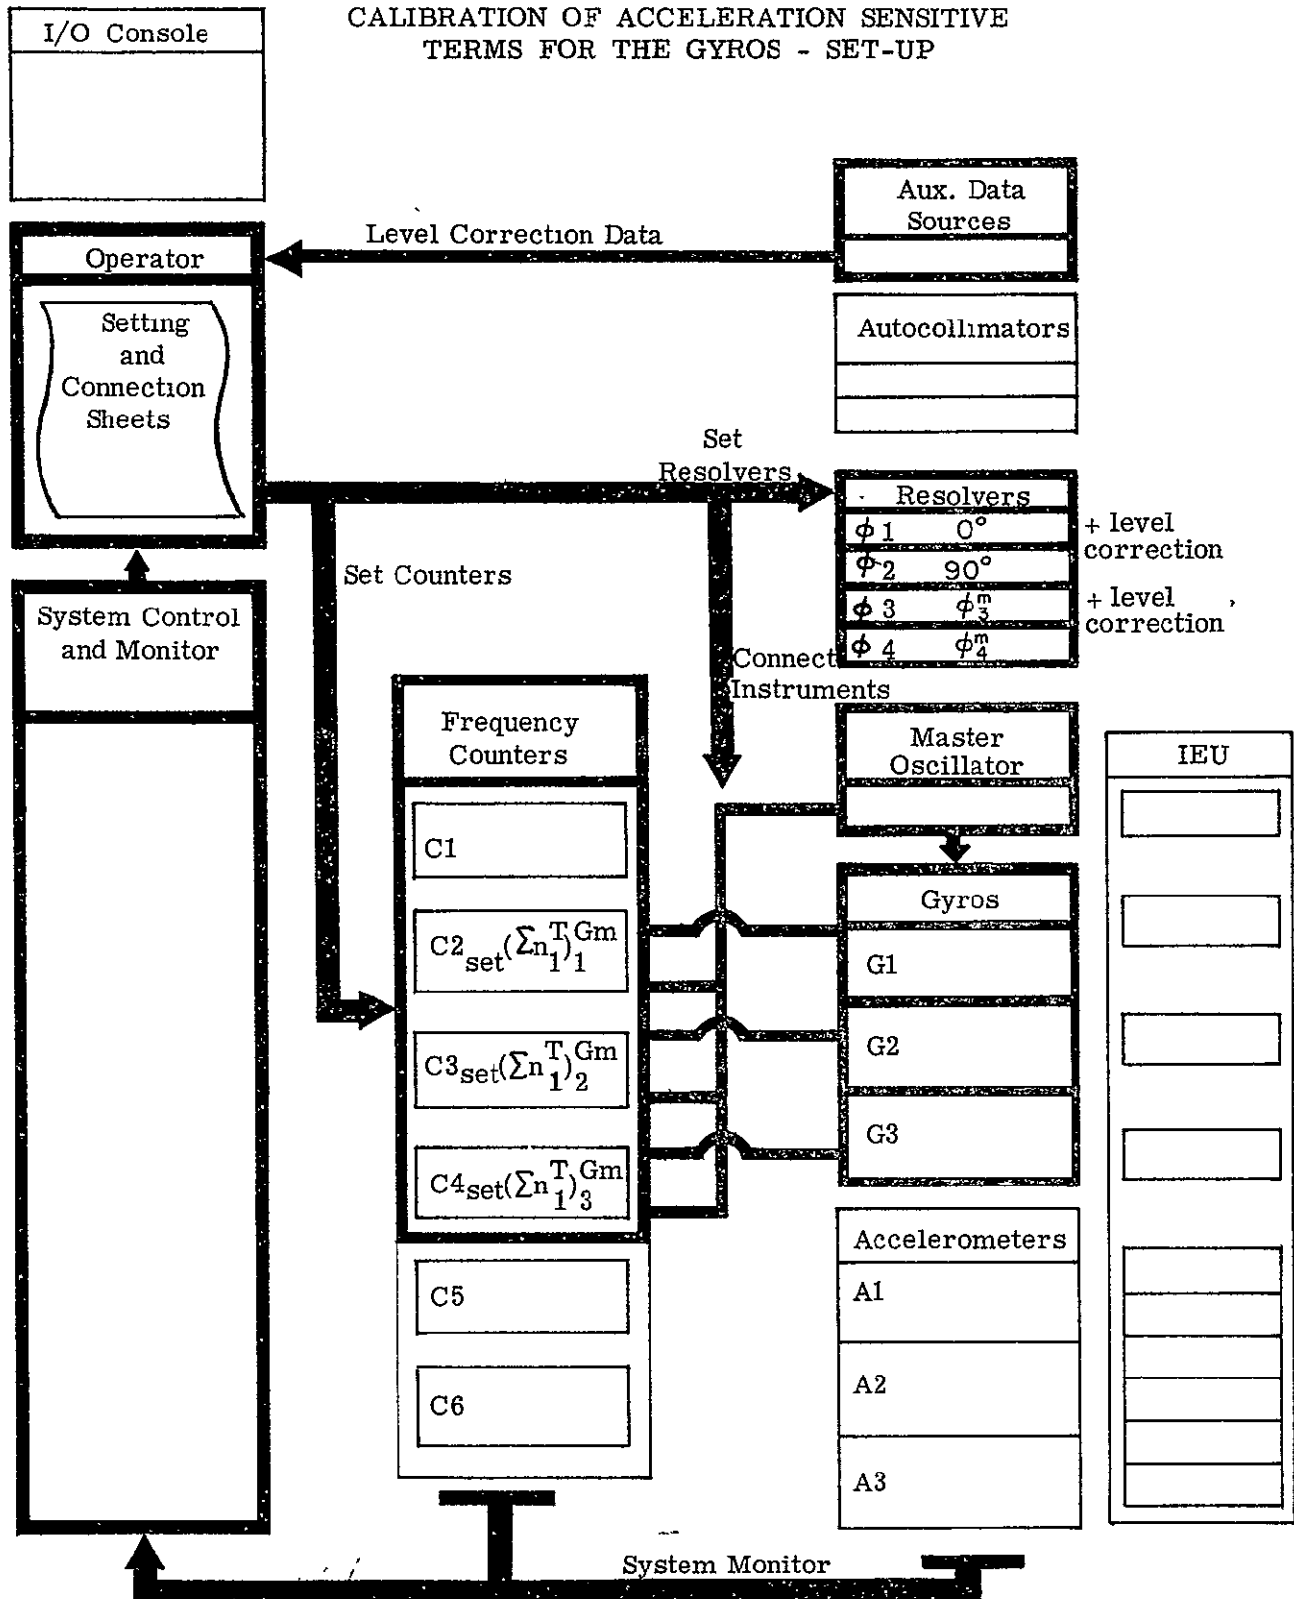 CALIBRATION OF ACCELERATION SENSITIVE
TERMS FOR THE GYROS - SET-UP
I/O Console
Aux. Data
Sources
Level Correction Data
Operator
Setting
and
Connection
Sheets
Autocollimators
Set
Resolvers
Resolvers
ϕ 1 0°
+ level
correction
ϕ 2 90°
ϕ 3 ϕ₃ᵐ
+ level
correction
ϕ 4 ϕ₄ᵐ
Set Counters
System Control
and Monitor
Connect
Instruments
Frequency
Counters
Master
Oscillator
IEU
C1
Gyros
C2set(Σn₁ᵀ)₁ᴳᵐ
G1
C3set(Σn₁ᵀ)₂ᴳᵐ
G2
C4set(Σn₁ᵀ)₃ᴳᵐ
G3
Accelerometers
C5
A1
C6
A2
A3
System Monitor